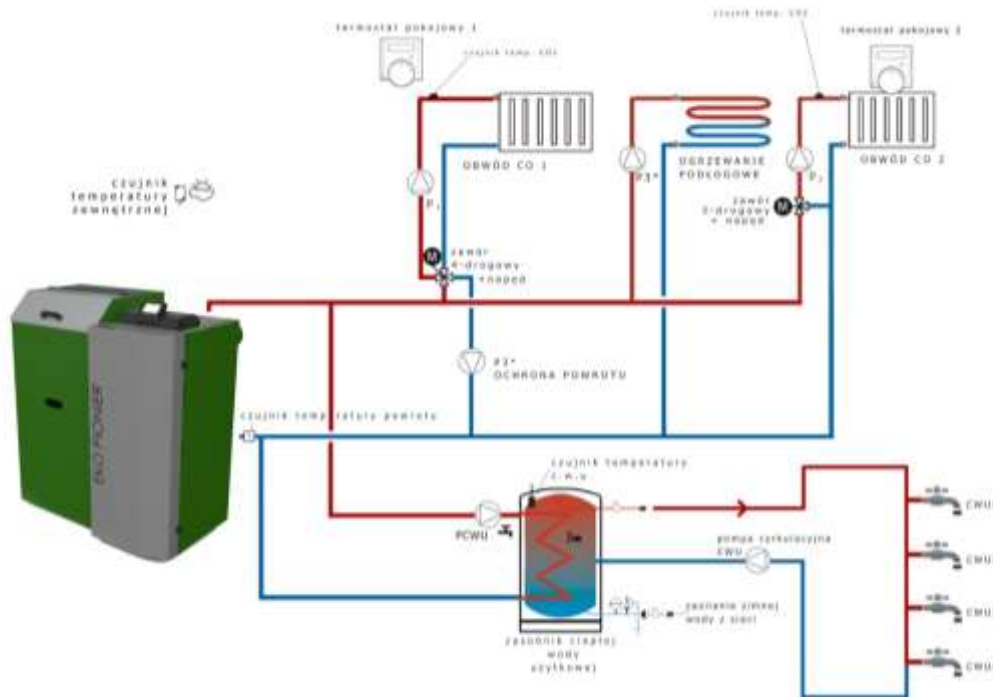 termostat pokojowy 1
czujnik temp. CO1
czujnik temp. CO2
termostat pokojowy 2
OBWÓD CO 1
P₁
P3*
OGRZEWANIE
PODŁOGOWE
P₂
OBWÓD CO 2
czujnik
temperatury
zewnętrznej
M
zawór
4-drogowy
+napęd
M
zawór
3-drogowy
+ napęd
P2*
OCHRONA POWROTU
EKO PIONIER
czujnik temperatury powrotu
czujnik temperatury
c.w.u
PCWU
pompa cyrkulacyjna
CWU
CWU
CWU
CWU
CWU
zasilanie zimnej
wody z sieci
zasobnik ciepłej
wody
użytkowej